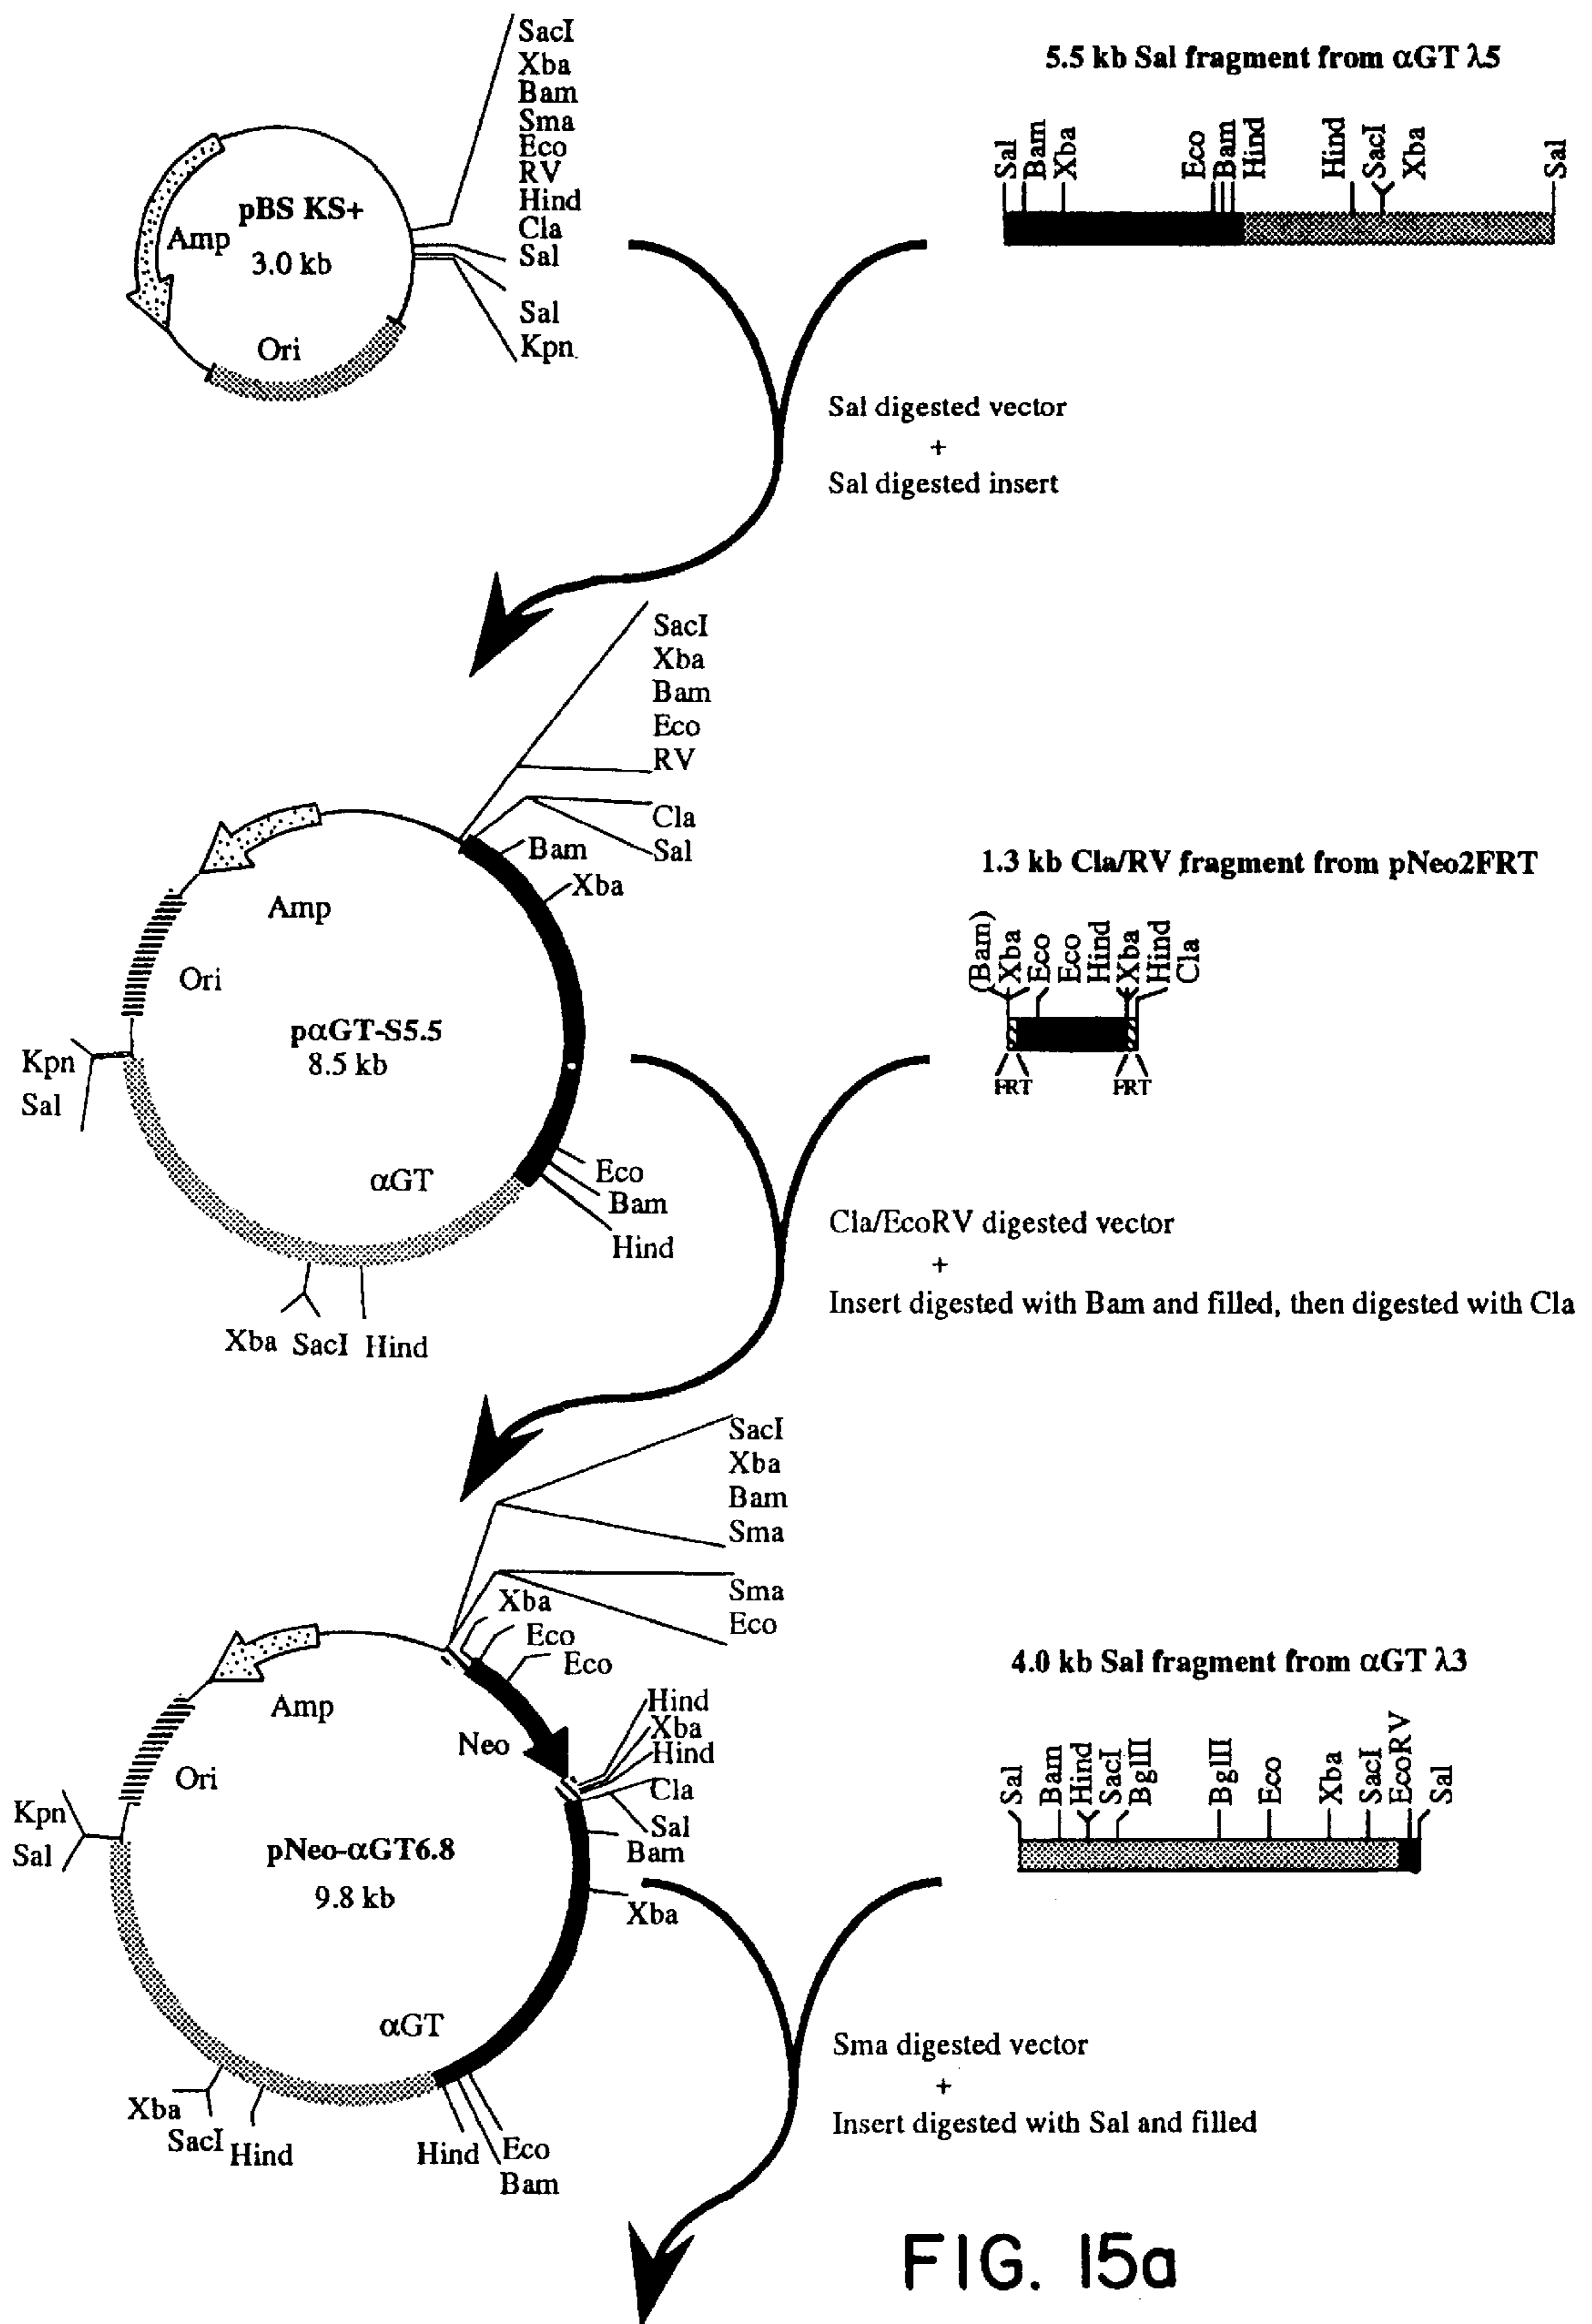 SacI
Xba
Bam
Sma
Eco
RV
Hind
Cla
Sal
Sal
Kpn
pBS KS+
3.0 kb
Amp
Ori
5.5 kb Sal fragment from αGT λ5
Sal
Bam
Xba
Eco
Bam
Hind
Hind
SacI
Xba
Sal
Sal digested vector
+
Sal digested insert
SacI
Xba
Bam
Eco
RV
Cla
Sal
Bam
Xba
Amp
Ori
pαGT-S5.5
8.5 kb
Kpn
Sal
αGT
Eco
Bam
Hind
Xba SacI Hind
1.3 kb Cla/RV fragment from pNeo2FRT
(Bam)
Xba
Eco
Eco
Hind
Xba
Hind
Cla
FRT
FRT
Cla/EcoRV digested vector
+
Insert digested with Bam and filled, then digested with Cla
SacI
Xba
Bam
Sma
Sma
Eco
Xba
Eco
Eco
Hind
Xba
Hind
Cla
Sal
Bam
Xba
Amp
Neo
Ori
Kpn
Sal
pNeo-αGT6.8
9.8 kb
αGT
Xba
SacI
Hind
Hind
Eco
Bam
4.0 kb Sal fragment from αGT λ3
Sal
Bam
Hind
SacI
BglII
BglII
Eco
Xba
SacI
EcoRV
Sal
Sma digested vector
+
Insert digested with Sal and filled
FIG. 15a